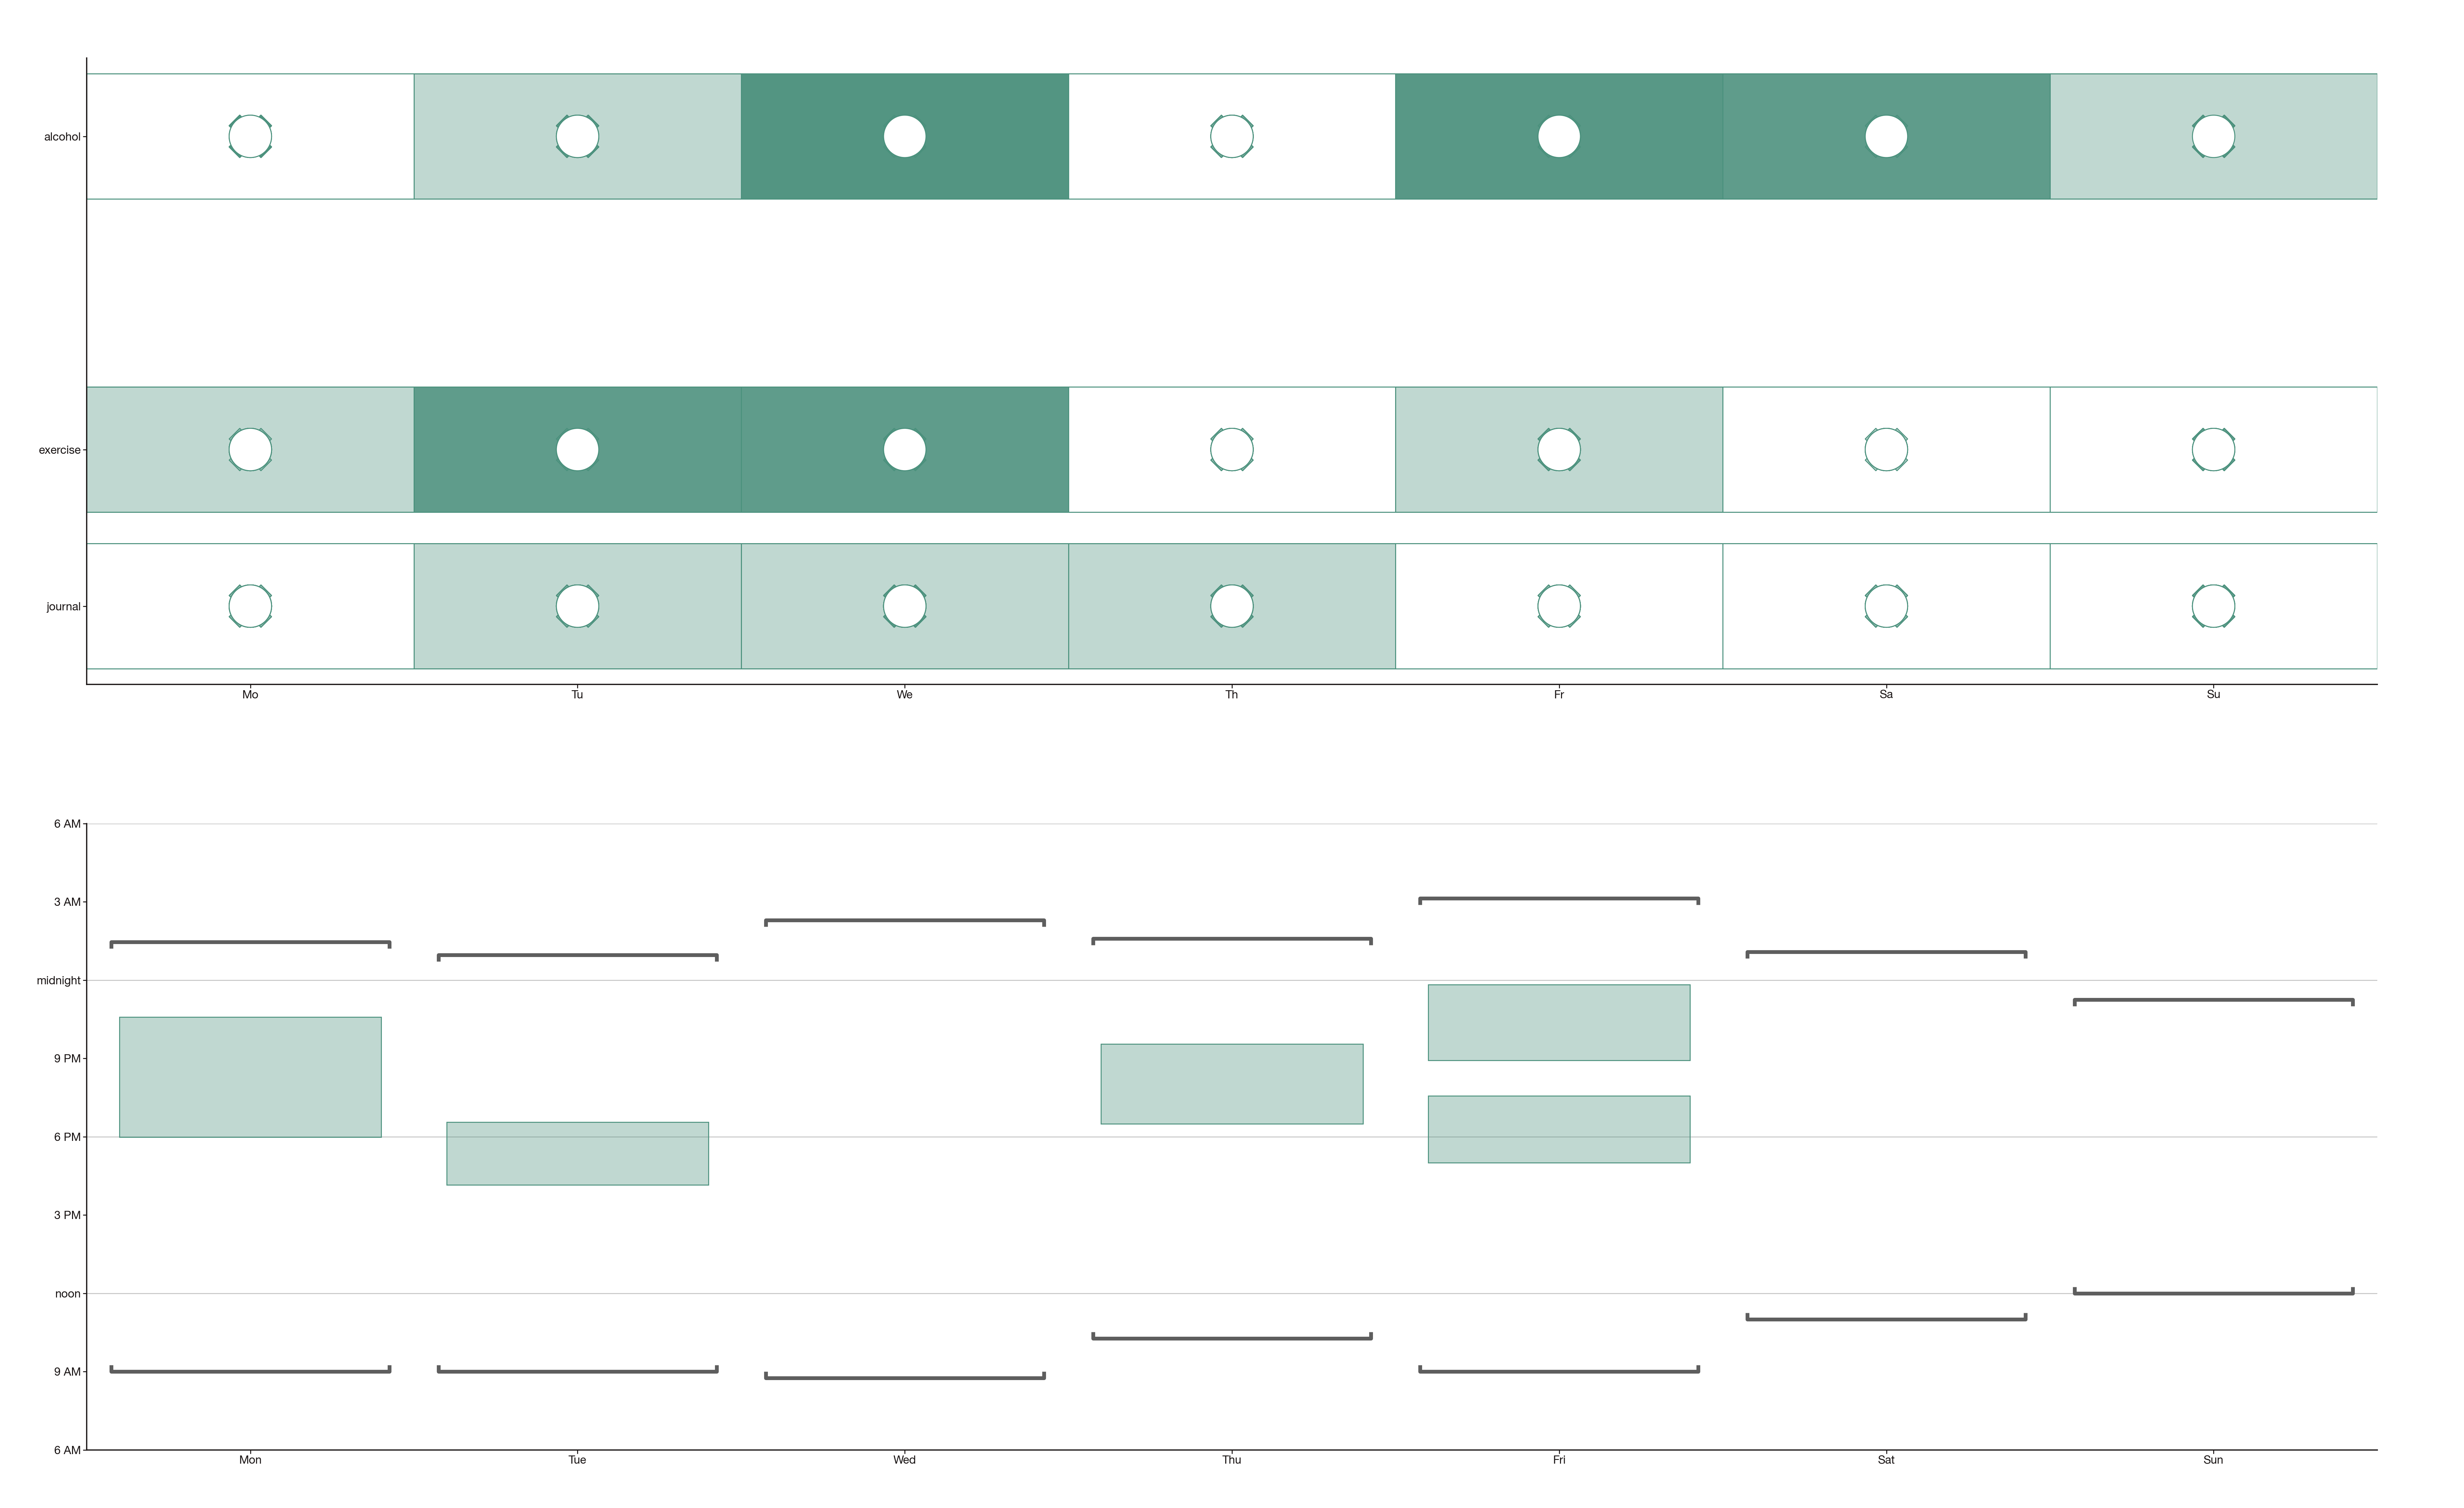 alcohol
exercise
journal
Mo Tu We Th Fr Sa Su
6 AM
3 AM
midnight
9 PM
6 PM
3 PM
noon
9 AM
6 AM
Mon Tue Wed Thu Fri Sat Sun